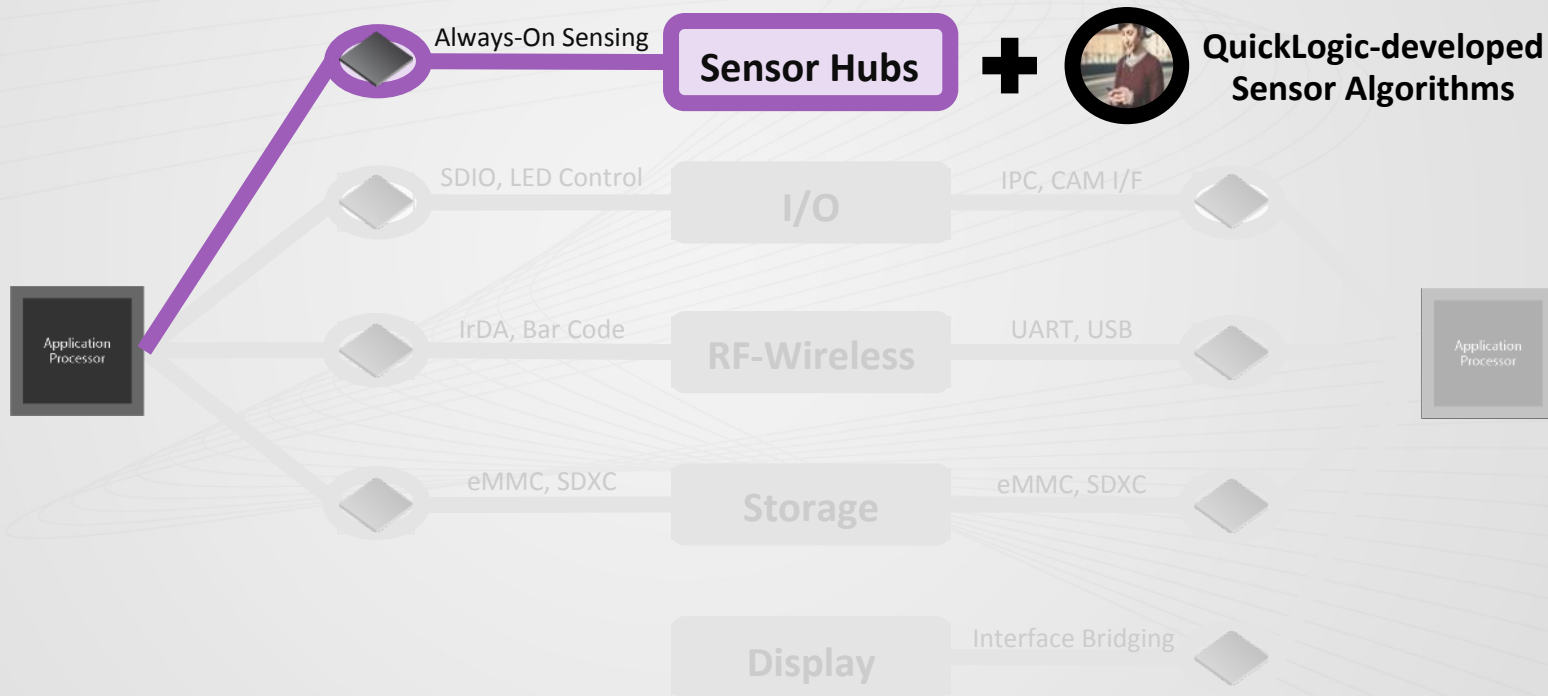 Always-On Sensing
Sensor Hubs
QuickLogic-developed
Sensor Algorithms
SDIO, LED Control
I/O
IPC, CAM I/F
Application
Processor
IrDA, Bar Code
RF-Wireless
UART, USB
Application
Processor
eMMC, SDXC
Storage
eMMC, SDXC
Display
Interface Bridging